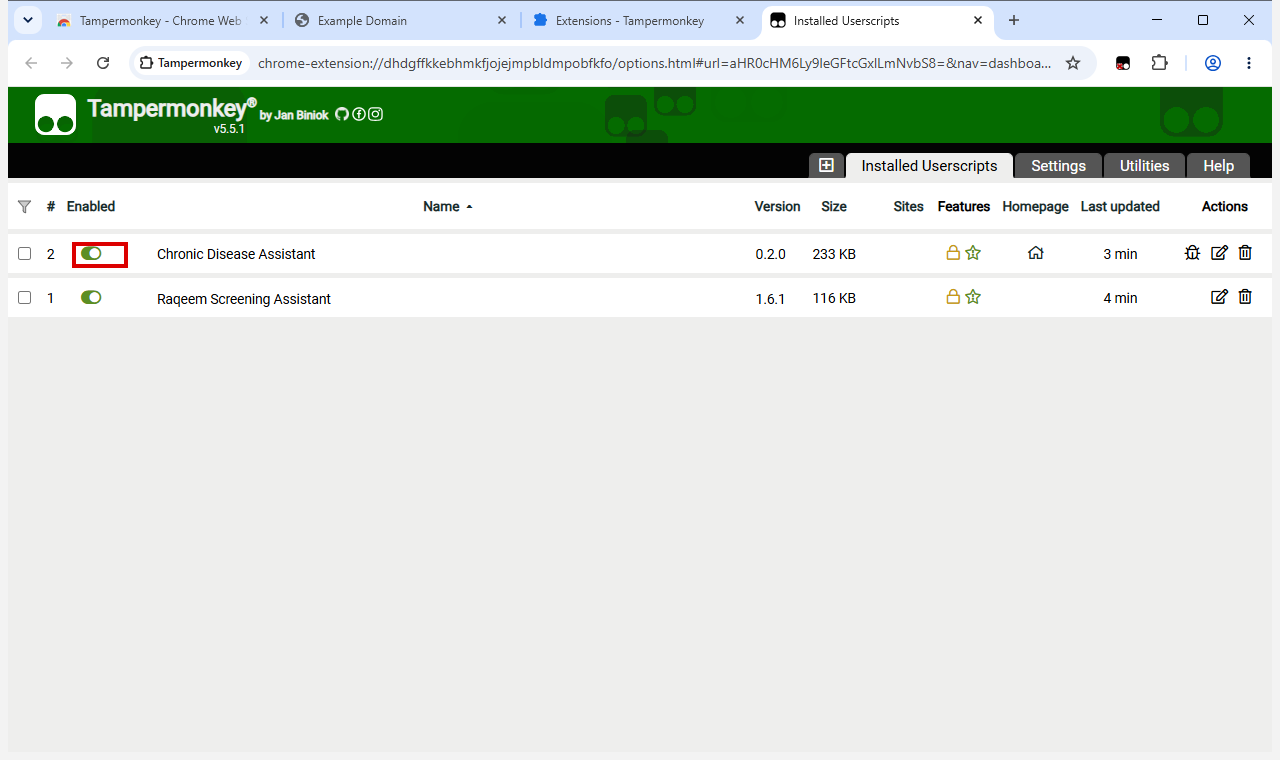 Tampermonkey - Chrome Web
Example Domain
Extensions - Tampermonkey
Installed Userscripts
Tampermonkey
chrome-extension://dhdgffkkebhmkfjojejmpbldmpobfkfo/options.html#url=aHR0cHM6Ly9leGFtcGxlLmNvbS8=&nav=dashboa...
Tampermonkey® by Jan Biniok
v5.5.1
Installed Userscripts Settings Utilities Help
# Enabled Name Version Size Sites Features Homepage Last updated Actions
2 Chronic Disease Assistant 0.2.0 233 KB 3 min
1 Raqeem Screening Assistant 1.6.1 116 KB 4 min